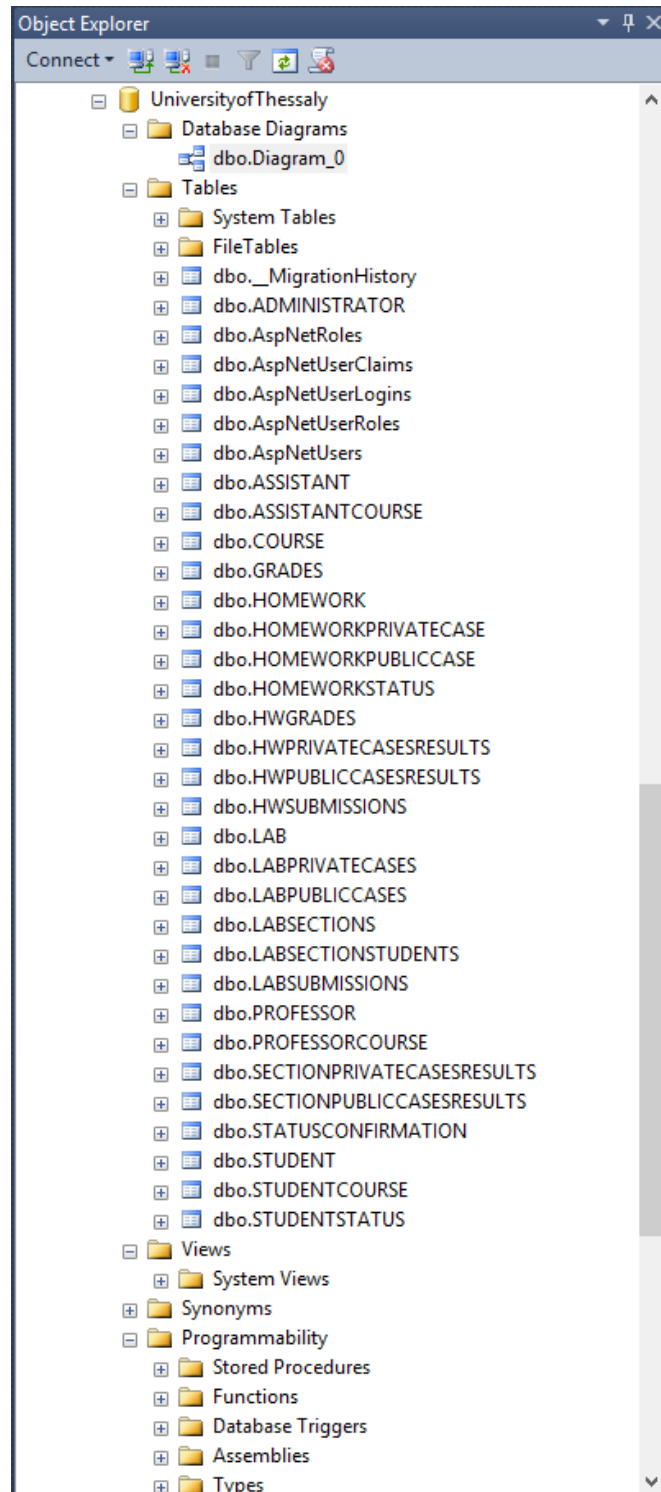 Object Explorer
Connect
UniversityofThessaly
Database Diagrams
dbo.Diagram_0
Tables
System Tables
FileTables
dbo.__MigrationHistory
dbo.ADMINISTRATOR
dbo.AspNetRoles
dbo.AspNetUserClaims
dbo.AspNetUserLogins
dbo.AspNetUserRoles
dbo.AspNetUsers
dbo.ASSISTANT
dbo.ASSISTANTCOURSE
dbo.COURSE
dbo.GRADES
dbo.HOMEWORK
dbo.HOMEWORKPRIVATECASE
dbo.HOMEWORKPUBLICCASE
dbo.HOMEWORKSTATUS
dbo.HWGRADES
dbo.HWPRIVATECASESRESULTS
dbo.HWPUBLICCASESRESULTS
dbo.HWSUBMISSIONS
dbo.LAB
dbo.LABPRIVATECASES
dbo.LABPUBLICCASES
dbo.LABSECTIONS
dbo.LABSECTIONSTUDENTS
dbo.LABSUBMISSIONS
dbo.PROFESSOR
dbo.PROFESSORCOURSE
dbo.SECTIONPRIVATECASESRESULTS
dbo.SECTIONPUBLICCASESRESULTS
dbo.STATUSCONFIRMATION
dbo.STUDENT
dbo.STUDENTCOURSE
dbo.STUDENTSTATUS
Views
System Views
Synonyms
Programmability
Stored Procedures
Functions
Database Triggers
Assemblies
Types